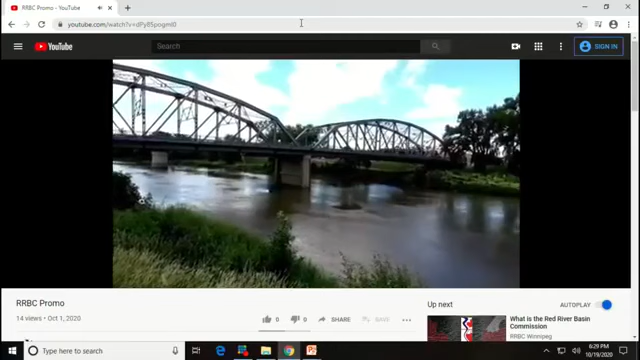 RRBC Promo - YouTube
youtube.com/watch?v=dPy85pogmI0
YouTube
Search
SIGN IN
RRBC Promo
14 views • Oct 1, 2020
0
0
SHARE
SAVE
Up next
AUTOPLAY
What is the Red River Basin
Commission
RRBC Winnipeg
Type here to search
6:29 PM
10/19/2020